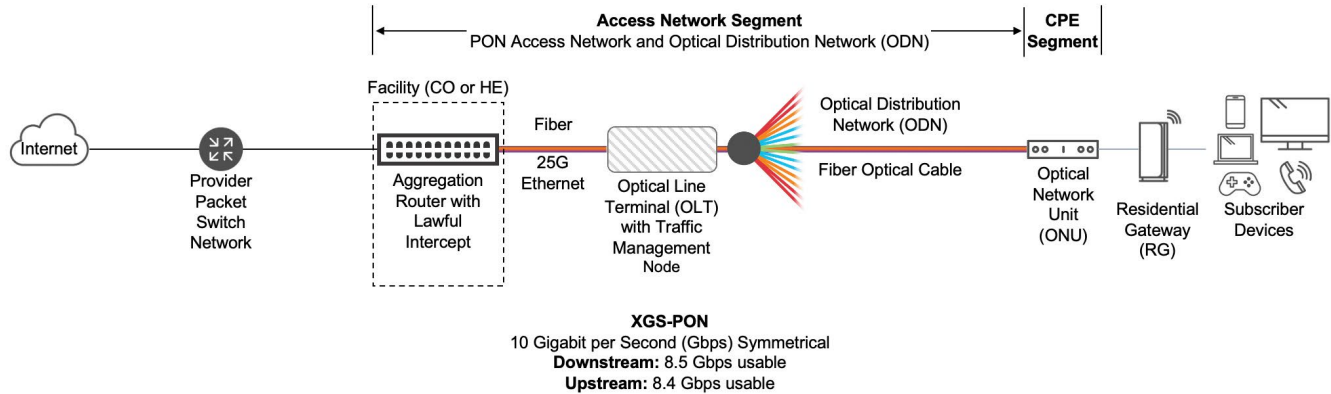 Access Network Segment
PON Access Network and Optical Distribution Network (ODN)
CPE
Segment
Facility (CO or HE)
Internet
Provider
Packet
Switch
Network
Aggregation
Router with
Lawful
Intercept
Fiber
25G
Ethernet
Optical Line
Terminal (OLT)
with Traffic
Management
Node
Optical Distribution
Network (ODN)
Fiber Optical Cable
Optical
Network
Unit
(ONU)
Residential
Gateway
(RG)
Subscriber
Devices
XGS-PON
10 Gigabit per Second (Gbps) Symmetrical
Downstream: 8.5 Gbps usable
Upstream: 8.4 Gbps usable